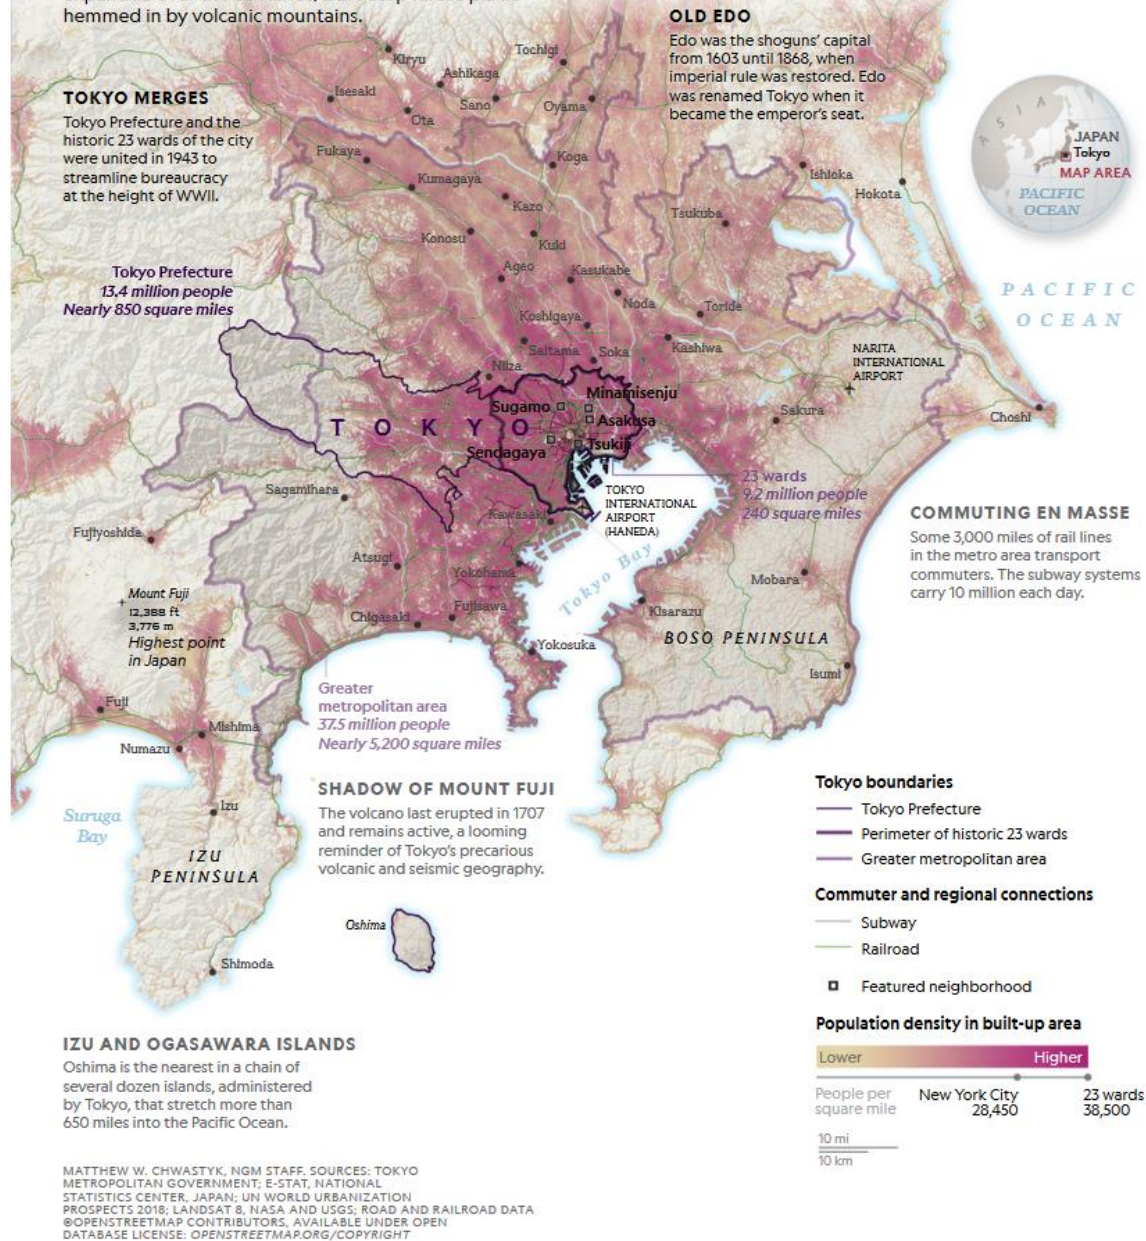 hemmed in by volcanic mountains.
OLD EDO
Edo was the shoguns' capital
from 1603 until 1868, when
imperial rule was restored. Edo
was renamed Tokyo when it
became the emperor's seat.
TOKYO MERGES
Tokyo Prefecture and the
historic 23 wards of the city
were united in 1943 to
streamline bureaucracy
at the height of WWII.
Kiryu
Tochigi
Ashikaga
Isesaki
Sano
Oyama
Ota
Fukaya
Koga
Kumagaya
Kazo
Ishioka
Hokota
Tsukuba
Konosu
Kuki
Ageo
Kasukabe
Noda
Toride
Koshigaya
Saitama
Soka
Kashiwa
Niiza
ASIA
JAPAN
Tokyo
MAP AREA
PACIFIC
OCEAN
PACIFIC
OCEAN
Tokyo Prefecture
13.4 million people
Nearly 850 square miles
NARITA
INTERNATIONAL
AIRPORT
Minamisenju
Sugamo
Asakusa
TOKYO
Tsukiji
Sendagaya
Sakura
Choshi
Sagamihara
23 wards
9.2 million people
240 square miles
TOKYO
INTERNATIONAL
AIRPORT
(HANEDA)
Kawasaki
COMMUTING EN MASSE
Some 3,000 miles of rail lines
in the metro area transport
commuters. The subway systems
carry 10 million each day.
Fujiyoshida
Atsugi
Yokohama
Tokyo Bay
Mobara
Mount Fuji
12,388 ft
3,776 m
Highest point
in Japan
Chigasaki
Fujisawa
Kisarazu
BOSO PENINSULA
Yokosuka
Isumi
Fuji
Mishima
Numazu
Greater
metropolitan area
37.5 million people
Nearly 5,200 square miles
SHADOW OF MOUNT FUJI
The volcano last erupted in 1707
and remains active, a looming
reminder of Tokyo's precarious
volcanic and seismic geography.
Suruga
Bay
Izu
IZU
PENINSULA
Oshima
Shimoda
Tokyo boundaries
Tokyo Prefecture
Perimeter of historic 23 wards
Greater metropolitan area
Commuter and regional connections
Subway
Railroad
Featured neighborhood
Population density in built-up area
Lower
Higher
People per
square mile
New York City
28,450
23 wards
38,500
10 mi
10 km
IZU AND OGASAWARA ISLANDS
Oshima is the nearest in a chain of
several dozen islands, administered
by Tokyo, that stretch more than
650 miles into the Pacific Ocean.
MATTHEW W. CHWASTYK, NGM STAFF. SOURCES: TOKYO
METROPOLITAN GOVERNMENT; E-STAT, NATIONAL
STATISTICS CENTER, JAPAN; UN WORLD URBANIZATION
PROSPECTS 2018; LANDSAT 8, NASA AND USGS; ROAD AND RAILROAD DATA
©OPENSTREETMAP CONTRIBUTORS, AVAILABLE UNDER OPEN
DATABASE LICENSE: OPENSTREETMAP.ORG/COPYRIGHT